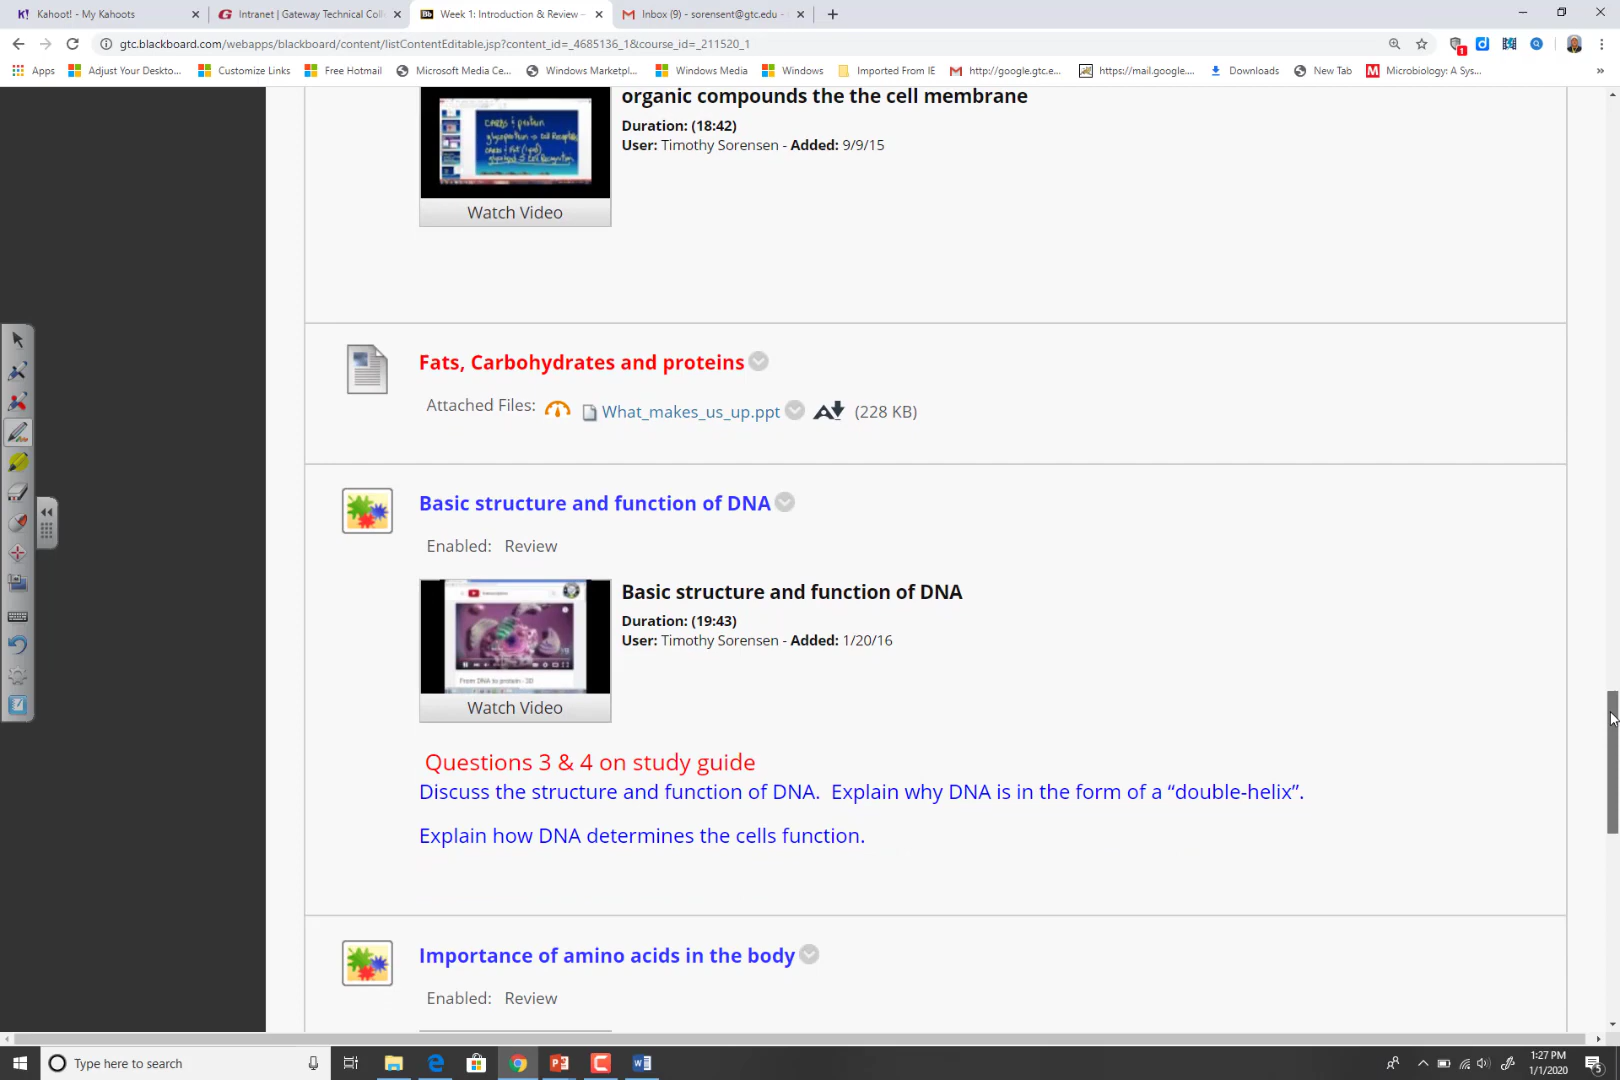 Kahoot! - My Kahoots
Intranet | Gateway Technical Coll
Week 1: Introduction & Review –
Inbox (9) - sorensent@gtc.edu -
gtc.blackboard.com/webapps/blackboard/content/listContentEditable.jsp?content_id=_4685136_1&course_id=_211520_1
Apps
Adjust Your Deskto...
Customize Links
Free Hotmail
Microsoft Media Ce...
Windows Marketpl...
Windows Media
Windows
Imported From IE
http://google.gtc.e...
https://mail.google....
Downloads
New Tab
Microbiology: A Sys...
organic compounds the the cell membrane
Duration: (18:42)
User: Timothy Sorensen - Added: 9/9/15
Watch Video
Fats, Carbohydrates and proteins
Attached Files: What_makes_us_up.ppt (228 KB)
Basic structure and function of DNA
Enabled: Review
Basic structure and function of DNA
Duration: (19:43)
User: Timothy Sorensen - Added: 1/20/16
From DNA to protein - 3D
Watch Video
Questions 3 & 4 on study guide
Discuss the structure and function of DNA. Explain why DNA is in the form of a “double-helix”.
Explain how DNA determines the cells function.
Importance of amino acids in the body
Enabled: Review
Type here to search
1:27 PM
1/1/2020